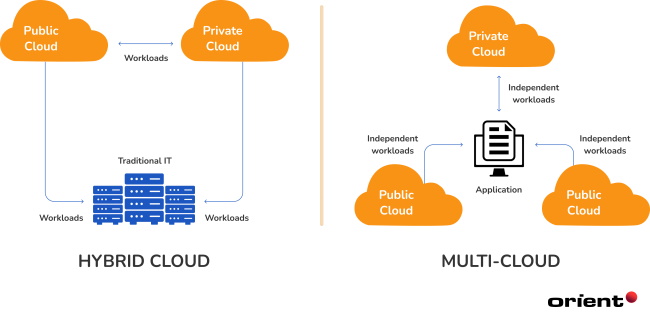 Public
Cloud
Private
Cloud
Workloads
Traditional IT
Workloads
Workloads
HYBRID CLOUD
Private
Cloud
Independent
workloads
Independent
workloads
Independent
workloads
Application
Public
Cloud
Public
Cloud
MULTI-CLOUD
orient